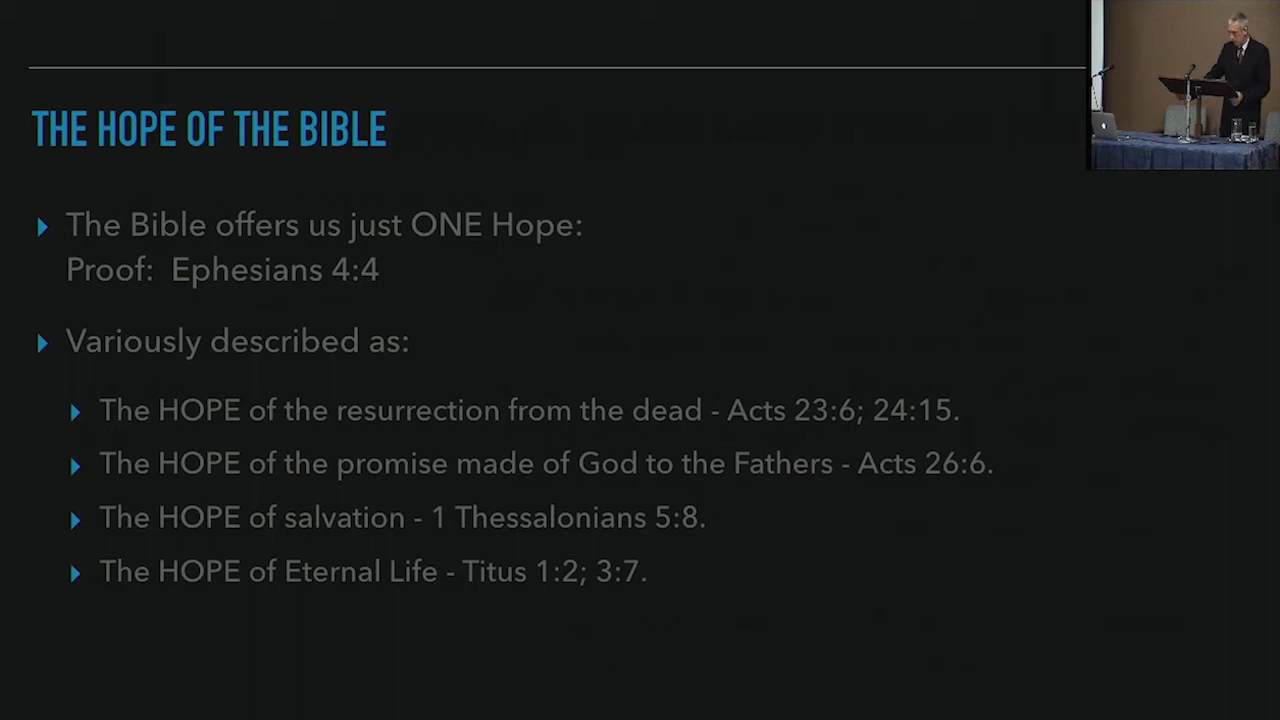 THE HOPE OF THE BIBLE
The Bible offers us just ONE Hope:
Proof: Ephesians 4:4
Variously described as:
The HOPE of the resurrection from the dead - Acts 23:6; 24:15.
The HOPE of the promise made of God to the Fathers - Acts 26:6.
The HOPE of salvation - 1 Thessalonians 5:8.
The HOPE of Eternal Life - Titus 1:2; 3:7.